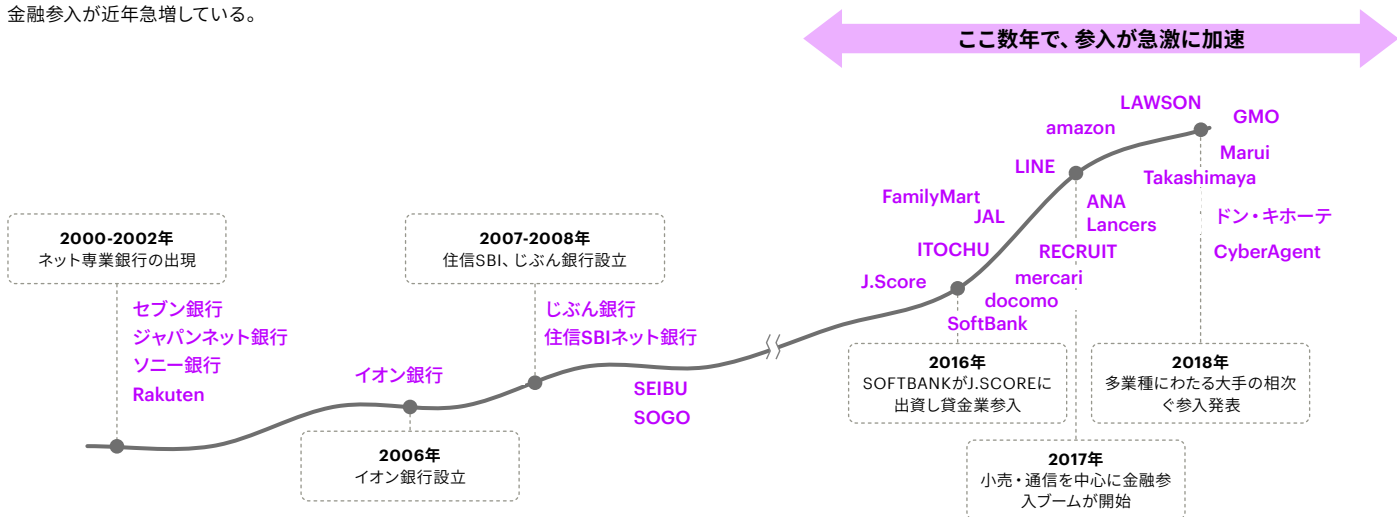 金融参入が近年急増している。
ここ数年で、参入が急激に加速
2000-2002年
ネット専業銀行の出現
セブン銀行
ジャパンネット銀行
ソニー銀行
Rakuten
イオン銀行
2006年
イオン銀行設立
2007-2008年
住信SBI、じぶん銀行設立
じぶん銀行
住信SBIネット銀行
SEIBU
SOGO
LAWSON
GMO
amazon
Marui
LINE
Takashimaya
FamilyMart
ANA
JAL
Lancers
ドン・キホーテ
ITOCHU
RECRUIT
CyberAgent
J.Score
mercari
docomo
SoftBank
2016年
SOFTBANKがJ.SCOREに
出資し貸金業参入
2018年
多業種にわたる大手の相次
ぐ参入発表
2017年
小売・通信を中心に金融参
入ブームが開始